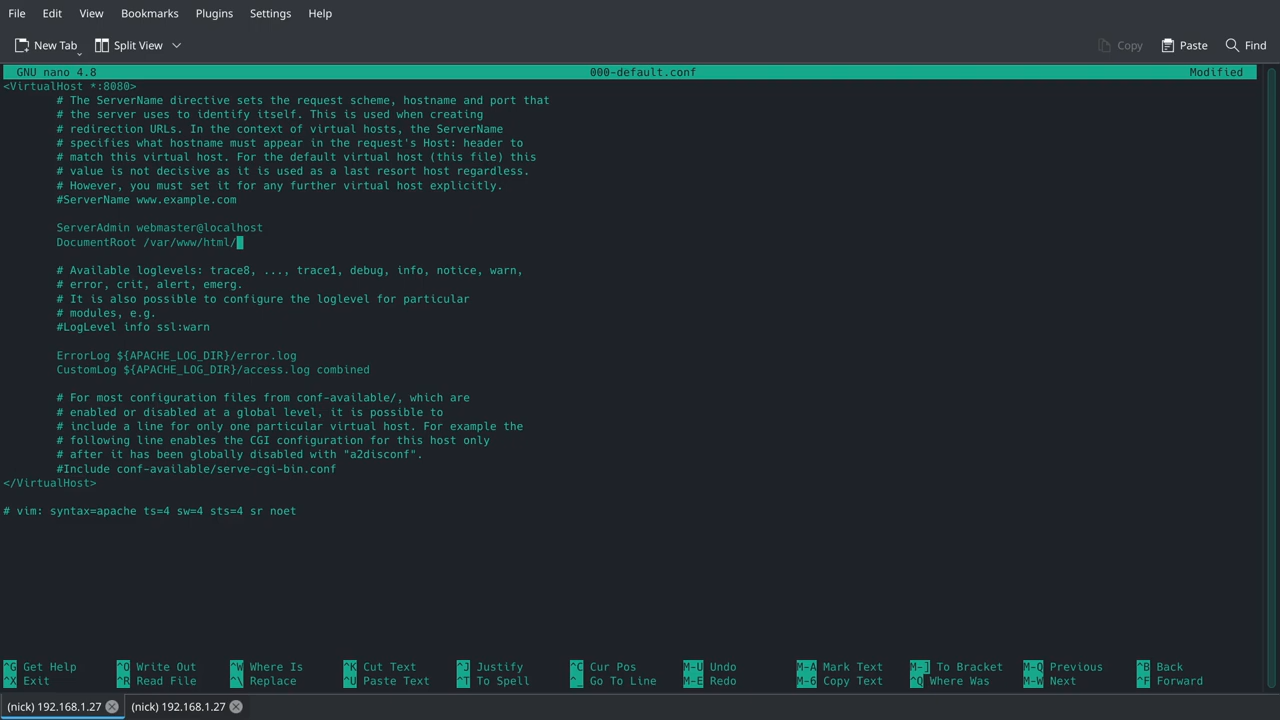 File Edit View Bookmarks Plugins Settings Help
New Tab Split View Copy Paste Find
GNU nano 4.8 000-default.conf Modified
<VirtualHost *:8080>
# The ServerName directive sets the request scheme, hostname and port that
# the server uses to identify itself. This is used when creating
# redirection URLs. In the context of virtual hosts, the ServerName
# specifies what hostname must appear in the request's Host: header to
# match this virtual host. For the default virtual host (this file) this
# value is not decisive as it is used as a last resort host regardless.
# However, you must set it for any further virtual host explicitly.
#ServerName www.example.com
ServerAdmin webmaster@localhost
DocumentRoot /var/www/html/
# Available loglevels: trace8, ..., trace1, debug, info, notice, warn,
# error, crit, alert, emerg.
# It is also possible to configure the loglevel for particular
# modules, e.g.
#LogLevel info ssl:warn
ErrorLog ${APACHE_LOG_DIR}/error.log
CustomLog ${APACHE_LOG_DIR}/access.log combined
# For most configuration files from conf-available/, which are
# enabled or disabled at a global level, it is possible to
# include a line for only one particular virtual host. For example the
# following line enables the CGI configuration for this host only
# after it has been globally disabled with "a2disconf".
#Include conf-available/serve-cgi-bin.conf
</VirtualHost>
# vim: syntax=apache ts=4 sw=4 sts=4 sr noet
^G Get Help ^O Write Out ^W Where Is ^K Cut Text ^J Justify ^C Cur Pos M-U Undo M-A Mark Text M-] To Bracket M-Q Previous ^B Back
^X Exit ^R Read File ^\ Replace ^U Paste Text ^T To Spell ^_ Go To Line M-E Redo M-6 Copy Text ^Q Where Was M-W Next ^F Forward
(nick) 192.168.1.27 (nick) 192.168.1.27